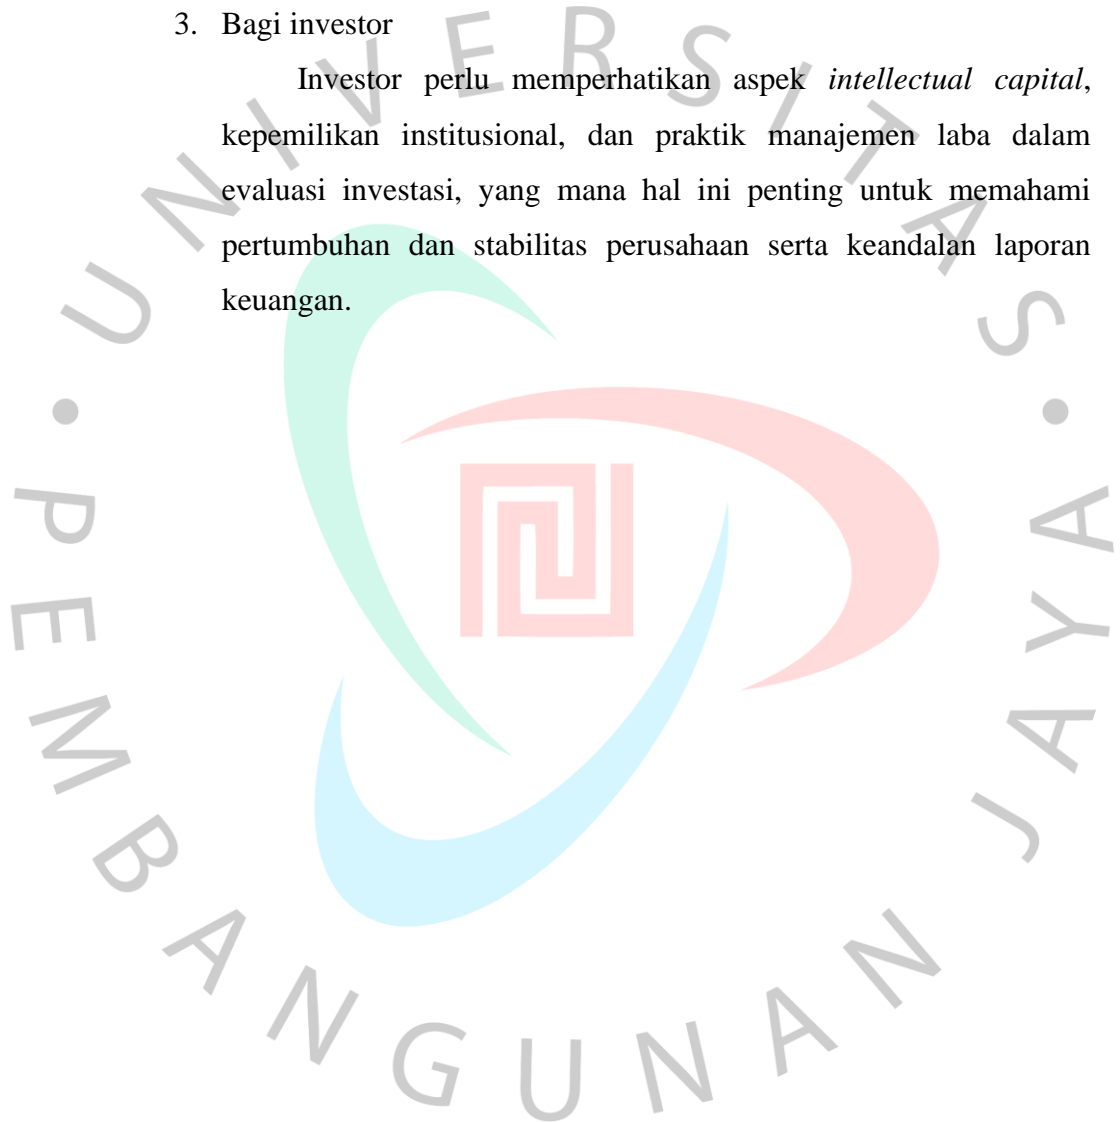 3. Bagi investor
Investor perlu memperhatikan aspek intellectual capital,
kepemilikan institusional, dan praktik manajemen laba dalam
evaluasi investasi, yang mana hal ini penting untuk memahami
pertumbuhan dan stabilitas perusahaan serta keandalan laporan
keuangan.
UNIVERSITAS • PEMBANGUNAN JAYA •